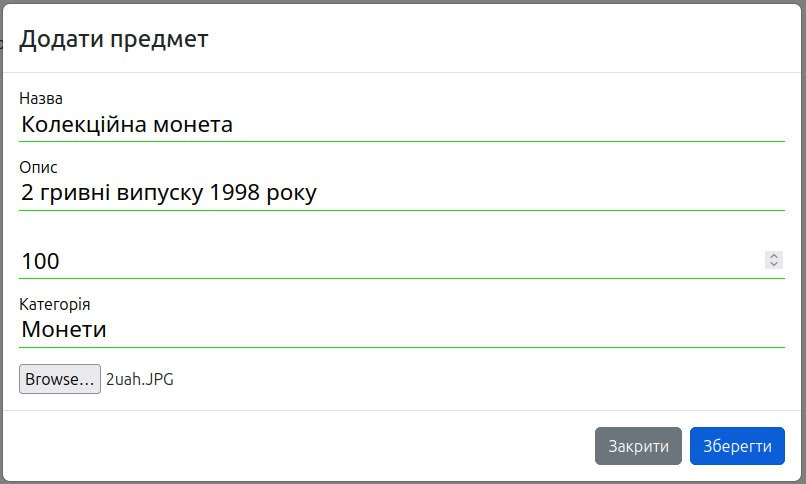 Додати предмет
Назва
Колекційна монета
Опис
2 гривні випуску 1998 року
100
Категорія
Монети
Browse… 2uah.JPG
Закрити Зберегти